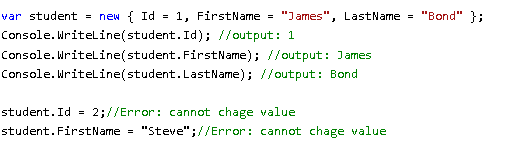 var student = new { Id = 1, FirstName = "James", LastName = "Bond" };
Console.WriteLine(student.Id); //output: 1
Console.WriteLine(student.FirstName); //output: James
Console.WriteLine(student.LastName); //output: Bond
student.Id = 2;//Error: cannot chage value
student.FirstName = "Steve";//Error: cannot chage value